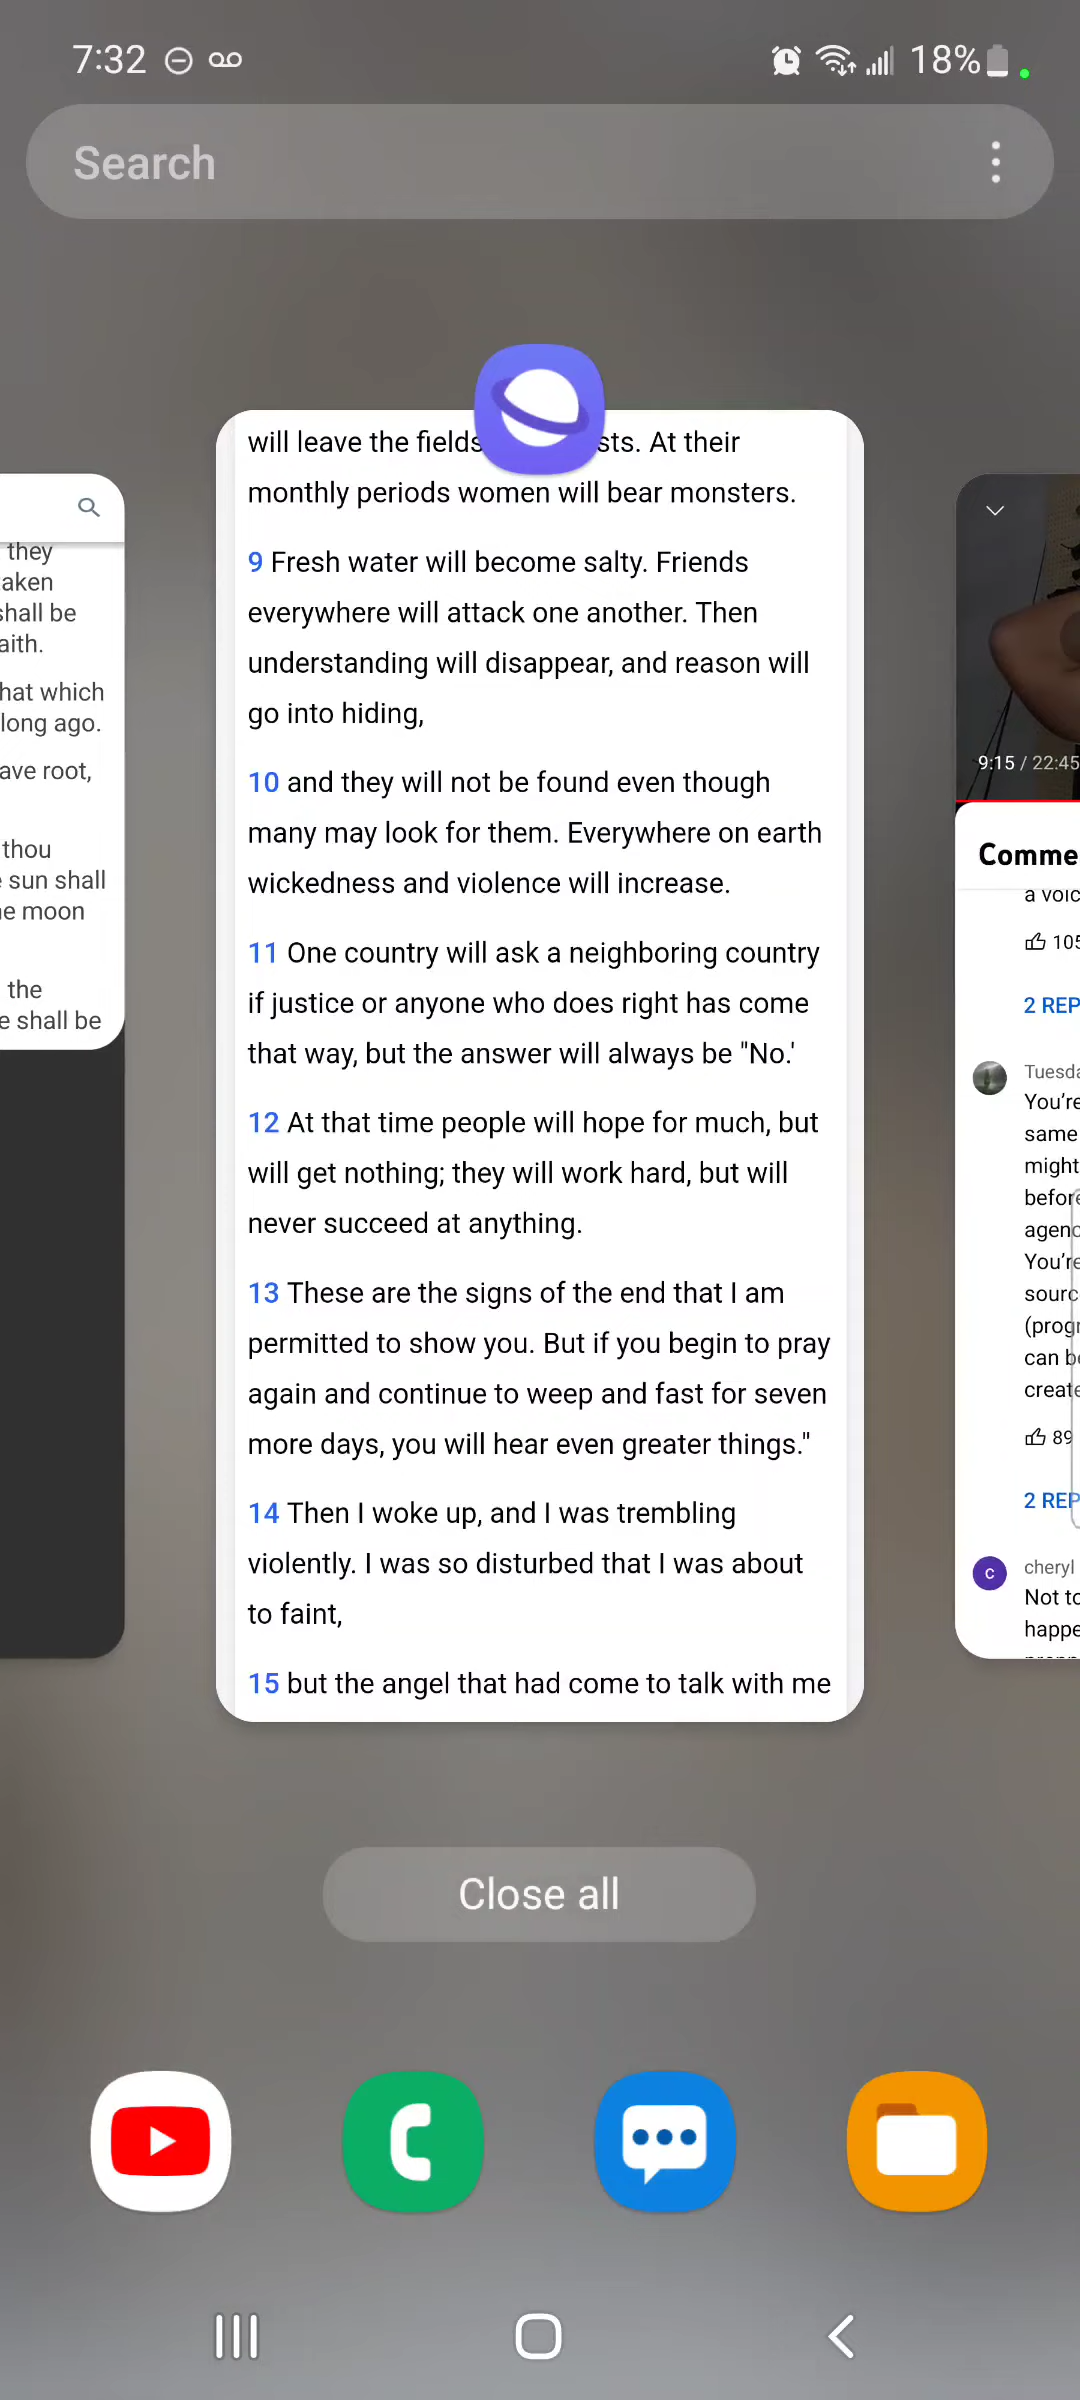 7:32
18%
Search
they
aken
shall be
aith.
hat which
long ago.
ave root,
thou
sun shall
e moon
the
e shall be
will leave the fields sts. At their
monthly periods women will bear monsters.
9 Fresh water will become salty. Friends
everywhere will attack one another. Then
understanding will disappear, and reason will
go into hiding,
10 and they will not be found even though
many may look for them. Everywhere on earth
wickedness and violence will increase.
11 One country will ask a neighboring country
if justice or anyone who does right has come
that way, but the answer will always be "No.'
12 At that time people will hope for much, but
will get nothing; they will work hard, but will
never succeed at anything.
13 These are the signs of the end that I am
permitted to show you. But if you begin to pray
again and continue to weep and fast for seven
more days, you will hear even greater things."
14 Then I woke up, and I was trembling
violently. I was so disturbed that I was about
to faint,
15 but the angel that had come to talk with me
9:15 / 22:45
Comme
a voic
105
2 REP
Tuesda
You're
same
might
before
agenc
You're
sourc
(progr
can be
create
89
2 REP
c
cheryl
Not to
happe
Close all